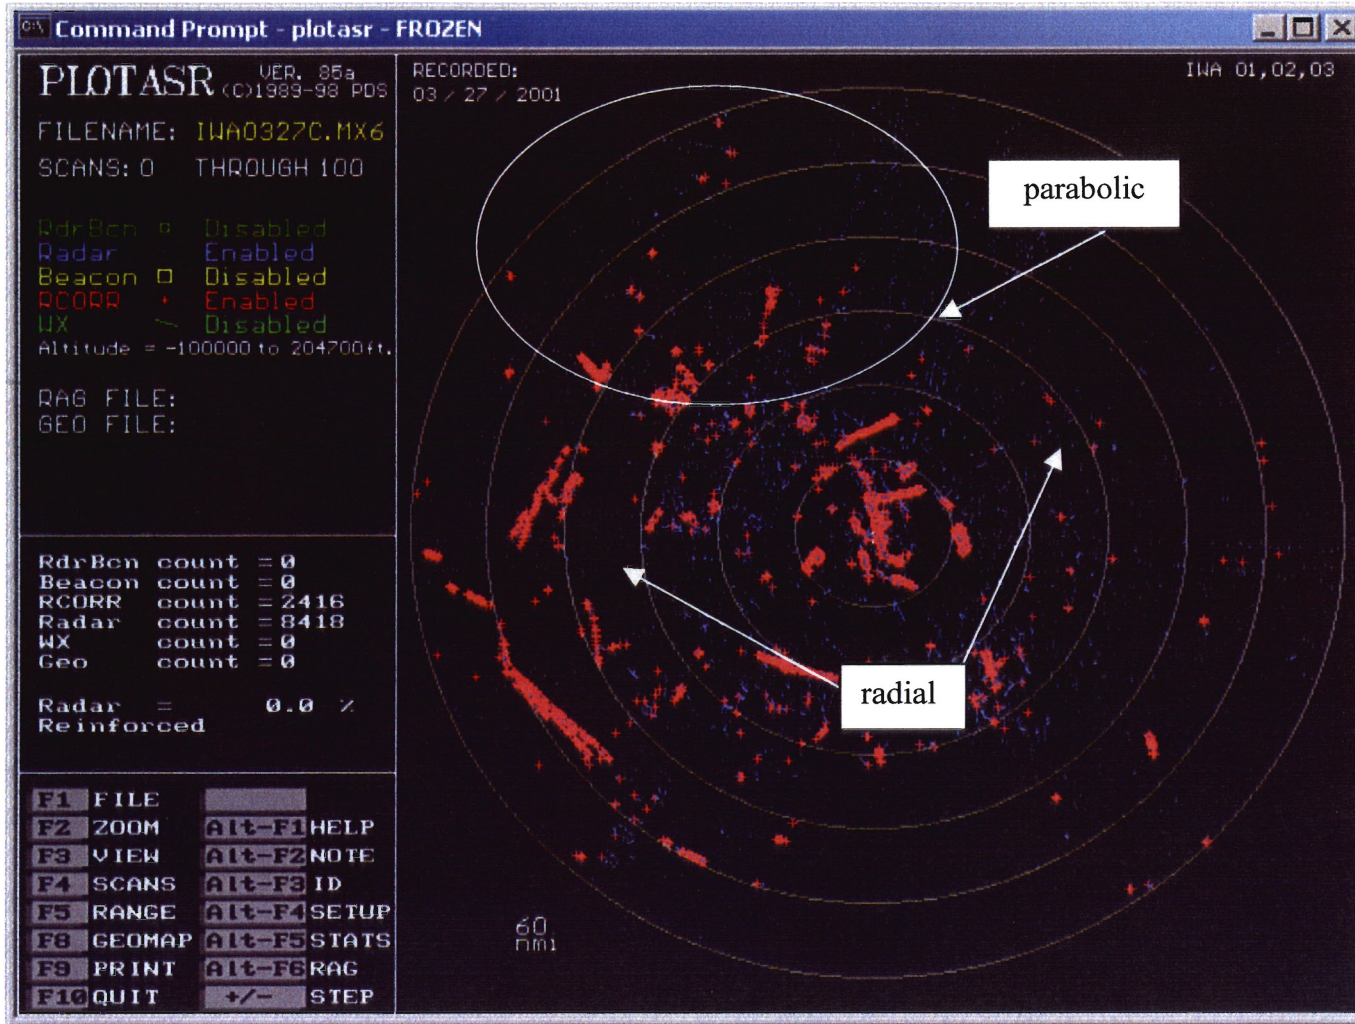 Command Prompt - plotasr - FROZEN
PLOTASR VER. 85a
(C)1989-98 PDS
FILENAME: IWA0327C.MX6
SCANS: 0 THROUGH 100
RdrBcn Disabled
Radar Enabled
Beacon Disabled
RCORR + Enabled
WX Disabled
Altitude = -100000 to 204700ft.
RAG FILE:
GEO FILE:
RdrBcn count = 0
Beacon count = 0
RCORR count = 2416
Radar count = 8418
WX count = 0
Geo count = 0
Radar = 0.0 %
Reinforced
F1 FILE
F2 ZOOM Alt-F1 HELP
F3 VIEW Alt-F2 NOTE
F4 SCANS Alt-F3 ID
F5 RANGE Alt-F4 SETUP
F8 GEOMAP Alt-F5 STATS
F9 PRINT Alt-F6 RAG
F10 QUIT +/- STEP
RECORDED:
03 / 27 / 2001
IWA 01,02,03
parabolic
radial
60
nmi